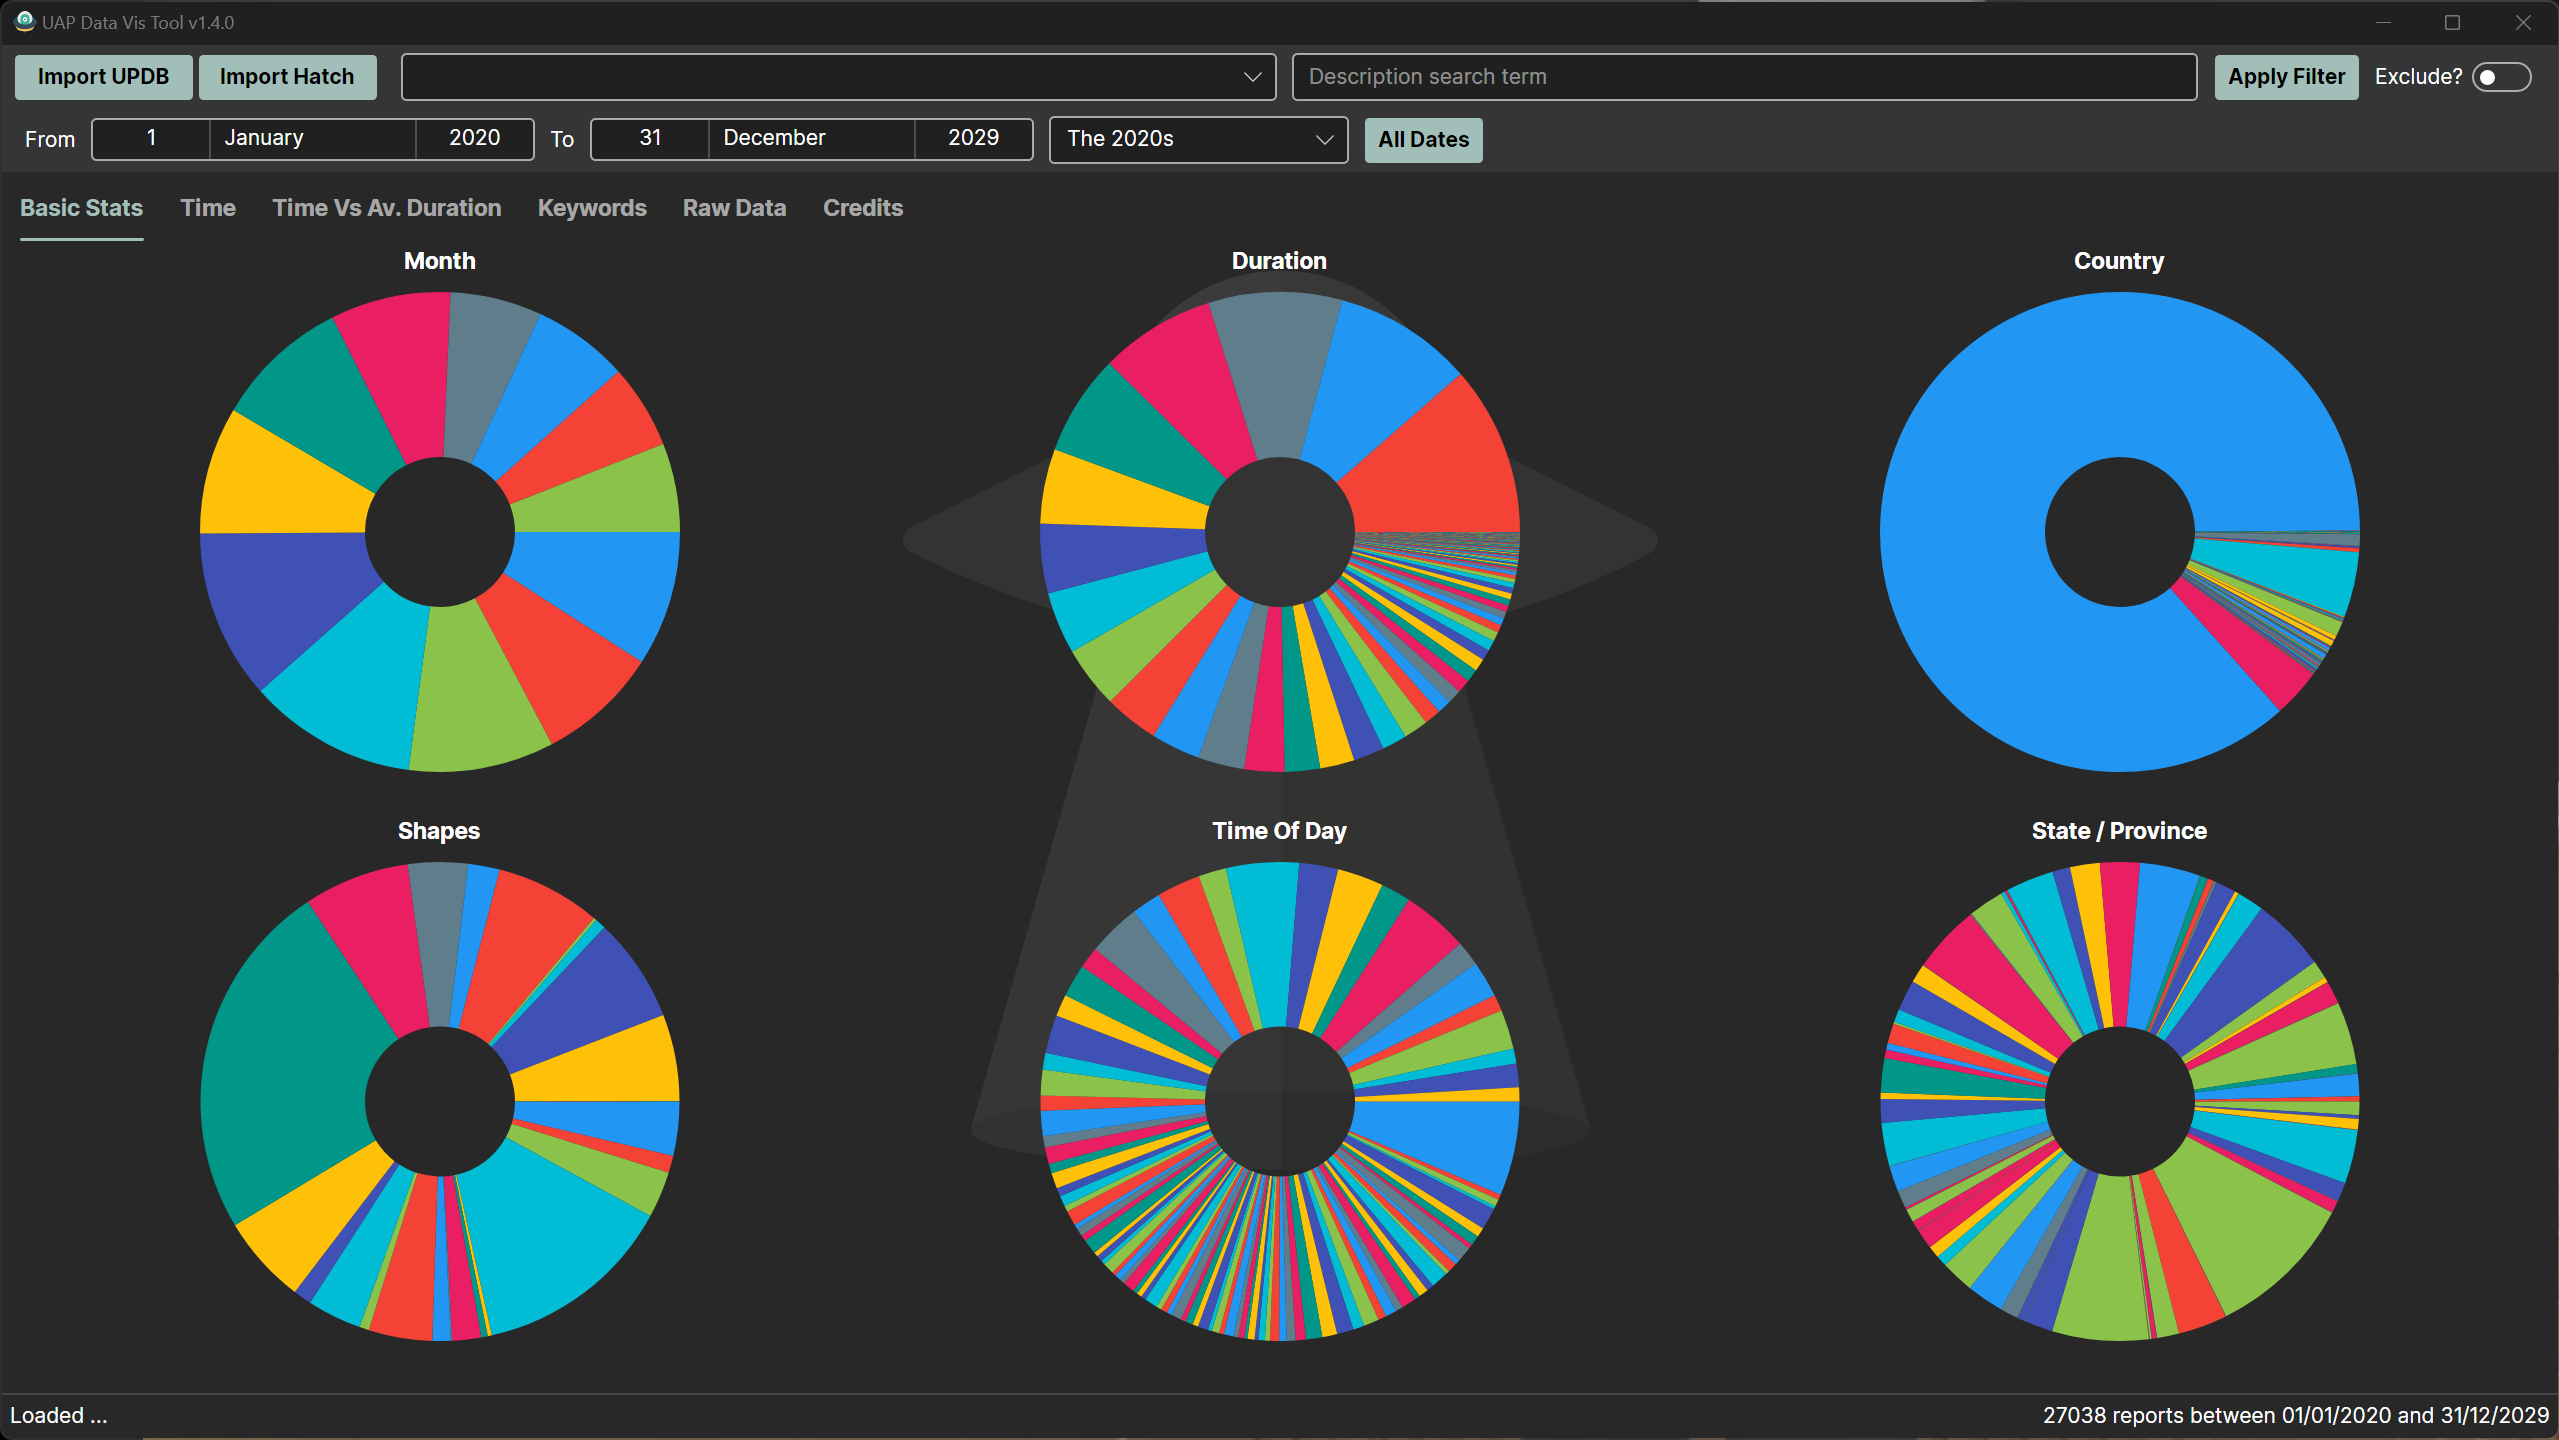 UAP Data Vis Tool v1.4.0
Import UPDB Import Hatch Description search term Apply Filter Exclude?
From 1 January 2020 To 31 December 2029 The 2020s All Dates
Basic Stats Time Time Vs Av. Duration Keywords Raw Data Credits
Month Duration Country
Shapes Time Of Day State / Province
Loaded ... 27038 reports between 01/01/2020 and 31/12/2029